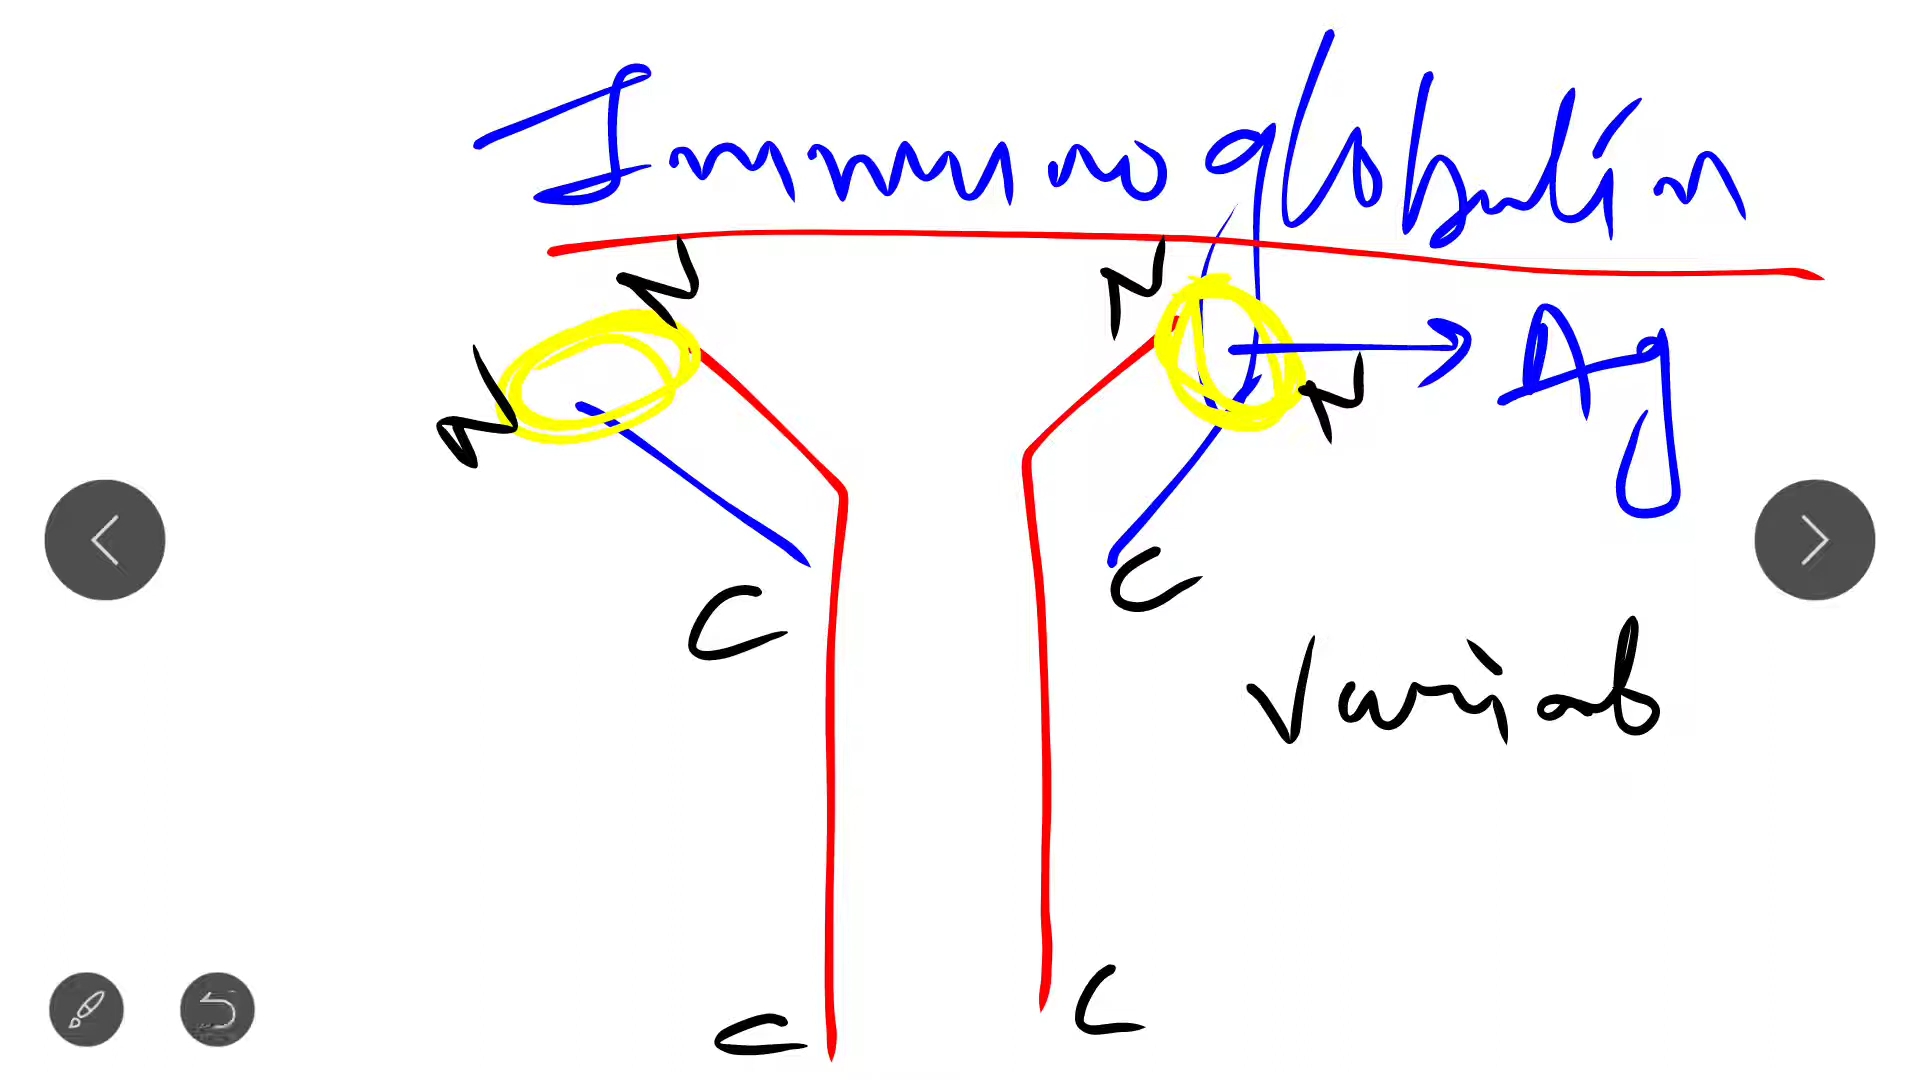 Immunoglobulin
N N
N N → Ag
C C
Variab
C C